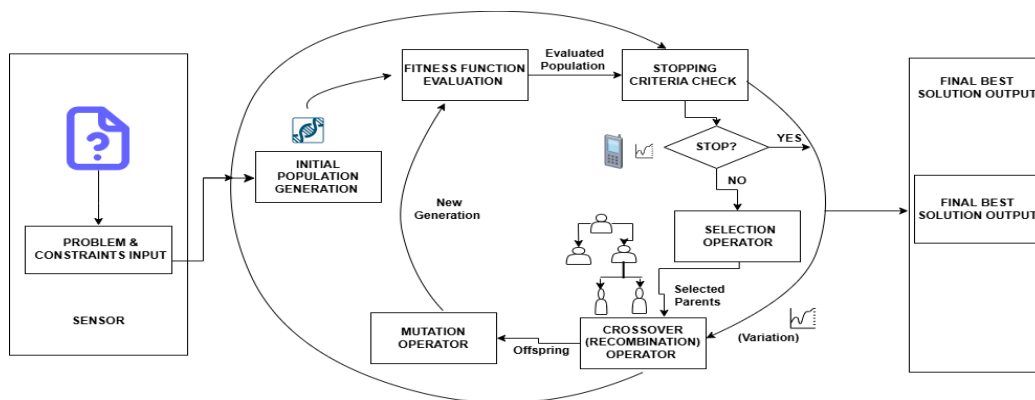 PROBLEM &
CONSTRAINTS INPUT
SENSOR
INITIAL
POPULATION
GENERATION
FITNESS FUNCTION
EVALUATION
Evaluated
Population
STOPPING
CRITERIA CHECK
STOP?
YES
NO
SELECTION
OPERATOR
Selected
Parents
CROSSOVER
(RECOMBINATION)
OPERATOR
(Variation)
Offspring
MUTATION
OPERATOR
New
Generation
FINAL BEST
SOLUTION OUTPUT
FINAL BEST
SOLUTION OUTPUT